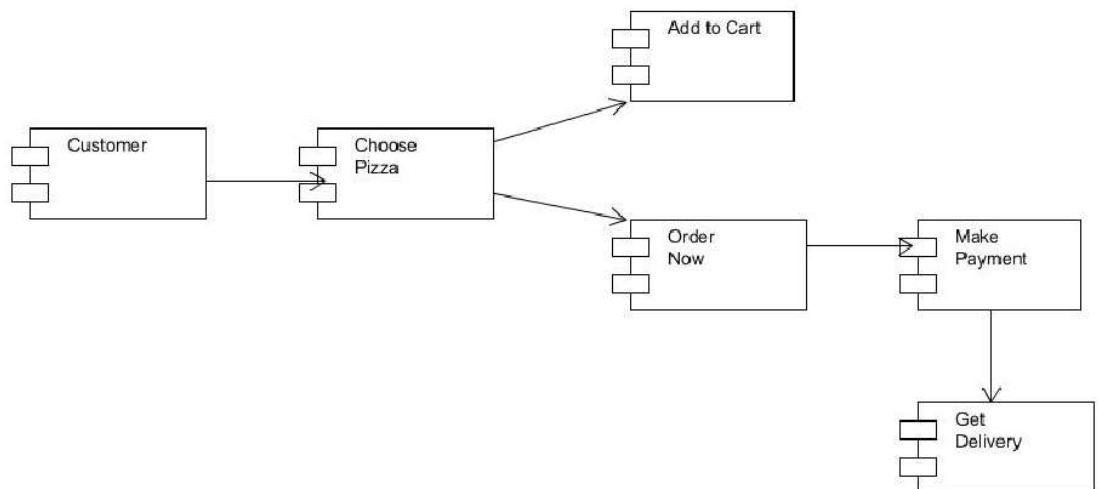 Add to Cart
Customer
Choose
Pizza
Order
Now
Make
Payment
Get
Delivery